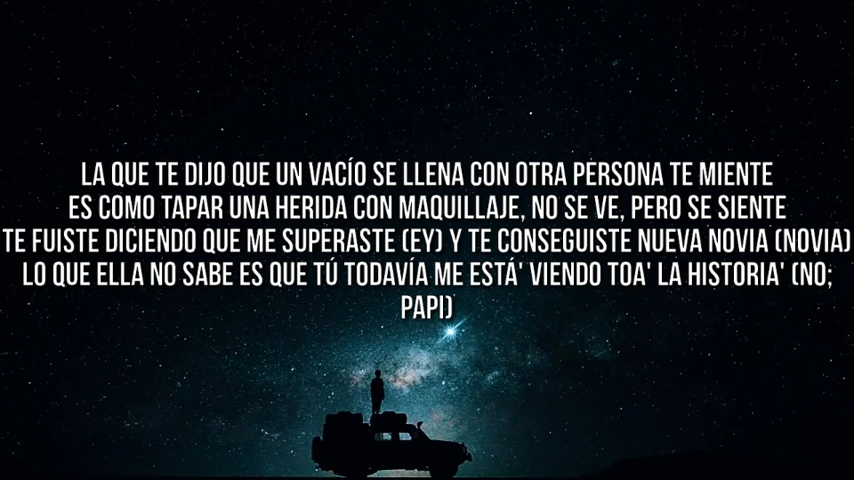 LA QUE TE DIJO QUE UN VACÍO SE LLENA CON OTRA PERSONA TE MIENTE
ES COMO TAPAR UNA HERIDA CON MAQUILLAJE, NO SE VE, PERO SE SIENTE
TE FUISTE DICIENDO QUE ME SUPERASTE (EY) Y TE CONSEGUISTE NUEVA NOVIA (NOVIA)
LO QUE ELLA NO SABE ES QUE TÚ TODAVÍA ME ESTÁ' VIENDO TOA' LA HISTORIA' (NO;
PAPI)